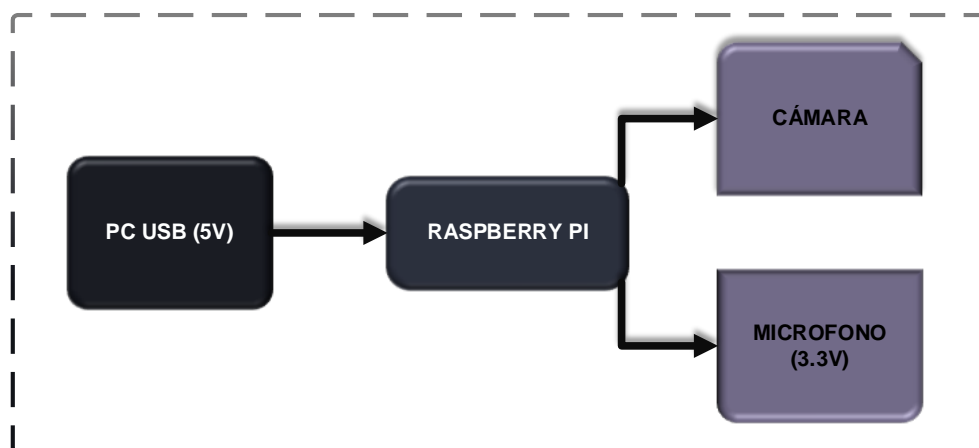 PC USB (5V)
RASPBERRY PI
CÁMARA
MICROFONO
(3.3V)